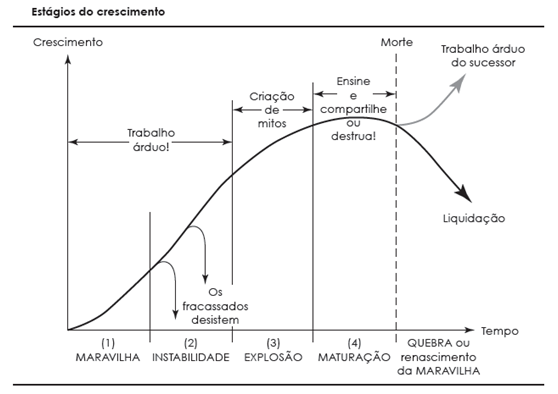 Estágios do crescimento
Crescimento
Morte
Trabalho árduo
do sucessor
Ensine
e
compartilhe
ou
destrua!
Criação
de
mitos
Trabalho
árduo!
Liquidação
Os
fracassados
desistem
Tempo
(1)
MARAVILHA
(2)
INSTABILIDADE
(3)
EXPLOSÃO
(4)
MATURAÇÃO
QUEBRA ou
renascimento
da MARAVILHA